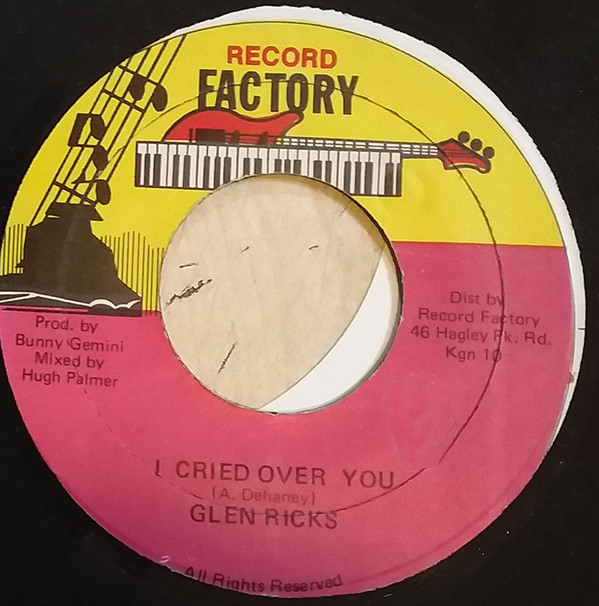 RECORD
FACTORY
Prod. by
Bunny Gemini
Mixed by
Hugh Palmer
Dist by
Record Factory
46 Hagley Pk. Rd.
Kgn 10
I CRIED OVER YOU
(A. Dehaney)
GLEN RICKS
All Rights Reserved